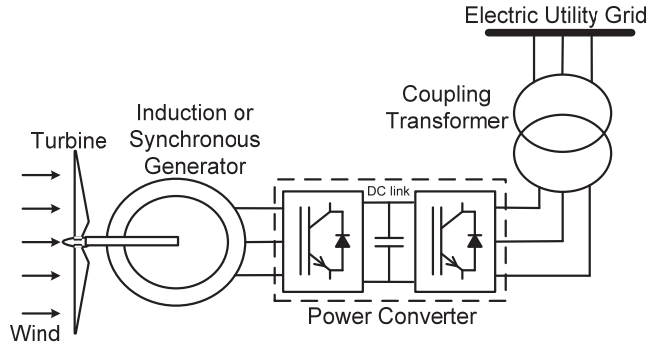 Electric Utility Grid
Coupling
Transformer
Induction or
Synchronous
Generator
Turbine
DC link
Power Converter
Wind